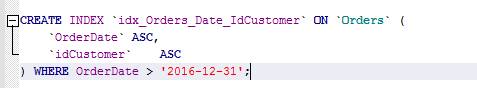 CREATE INDEX `idx_Orders_Date_IdCustomer` ON `Orders` (
`OrderDate` ASC,
`idCustomer` ASC
) WHERE OrderDate > '2016-12-31';